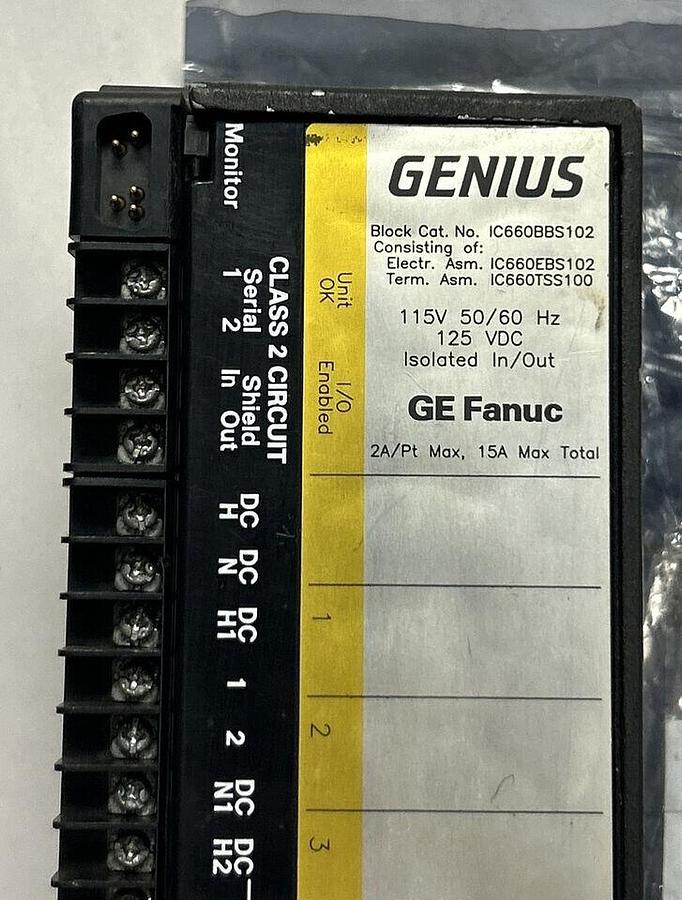 GENIUS
Block Cat. No. IC660BBS102
Consisting of:
Electr. Asm. IC660EBS102
Term. Asm. IC660TSS100
115V 50/60 Hz
125 VDC
Isolated In/Out
GE Fanuc
2A/Pt Max, 15A Max Total
Unit
OK
I/O
Enabled
1
2
3
Monitor
CLASS 2 CIRCUIT
Serial Shield
1 2 In Out
DC
H
DC
N
DC
H1
1
2
DC
N1
DC
H2